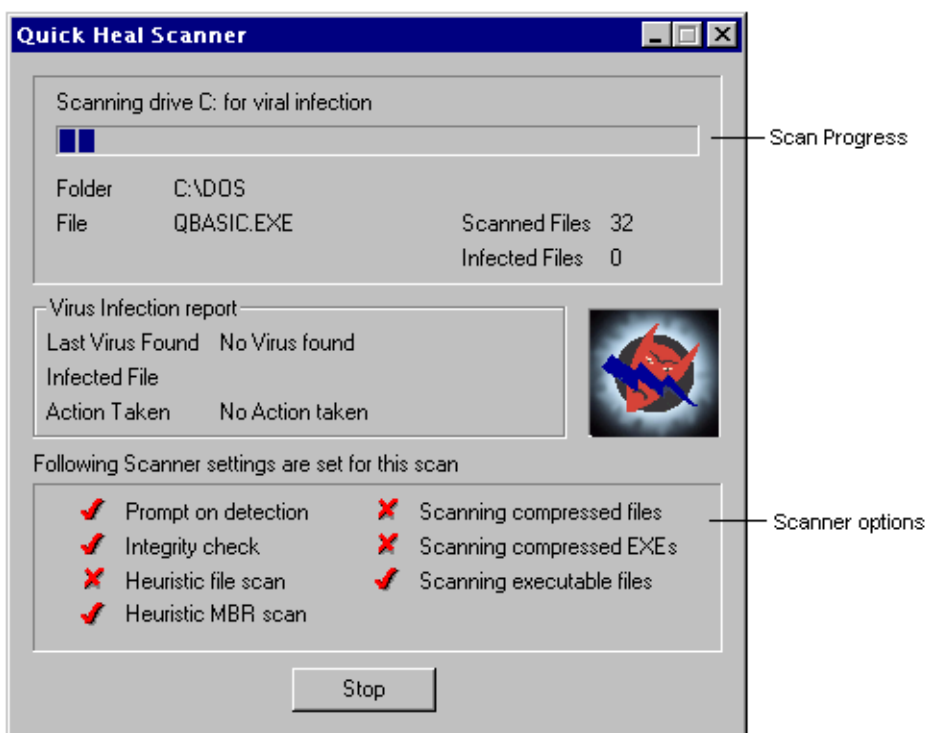 Quick Heal Scanner
Scanning drive C: for viral infection
Scan Progress
Folder C:\DOS
File QBASIC.EXE Scanned Files 32
Infected Files 0
Virus Infection report
Last Virus Found No Virus found
Infected File
Action Taken No Action taken
Following Scanner settings are set for this scan
Prompt on detection Scanning compressed files
Scanner options
Integrity check Scanning compressed EXEs
Heuristic file scan Scanning executable files
Heuristic MBR scan
Stop